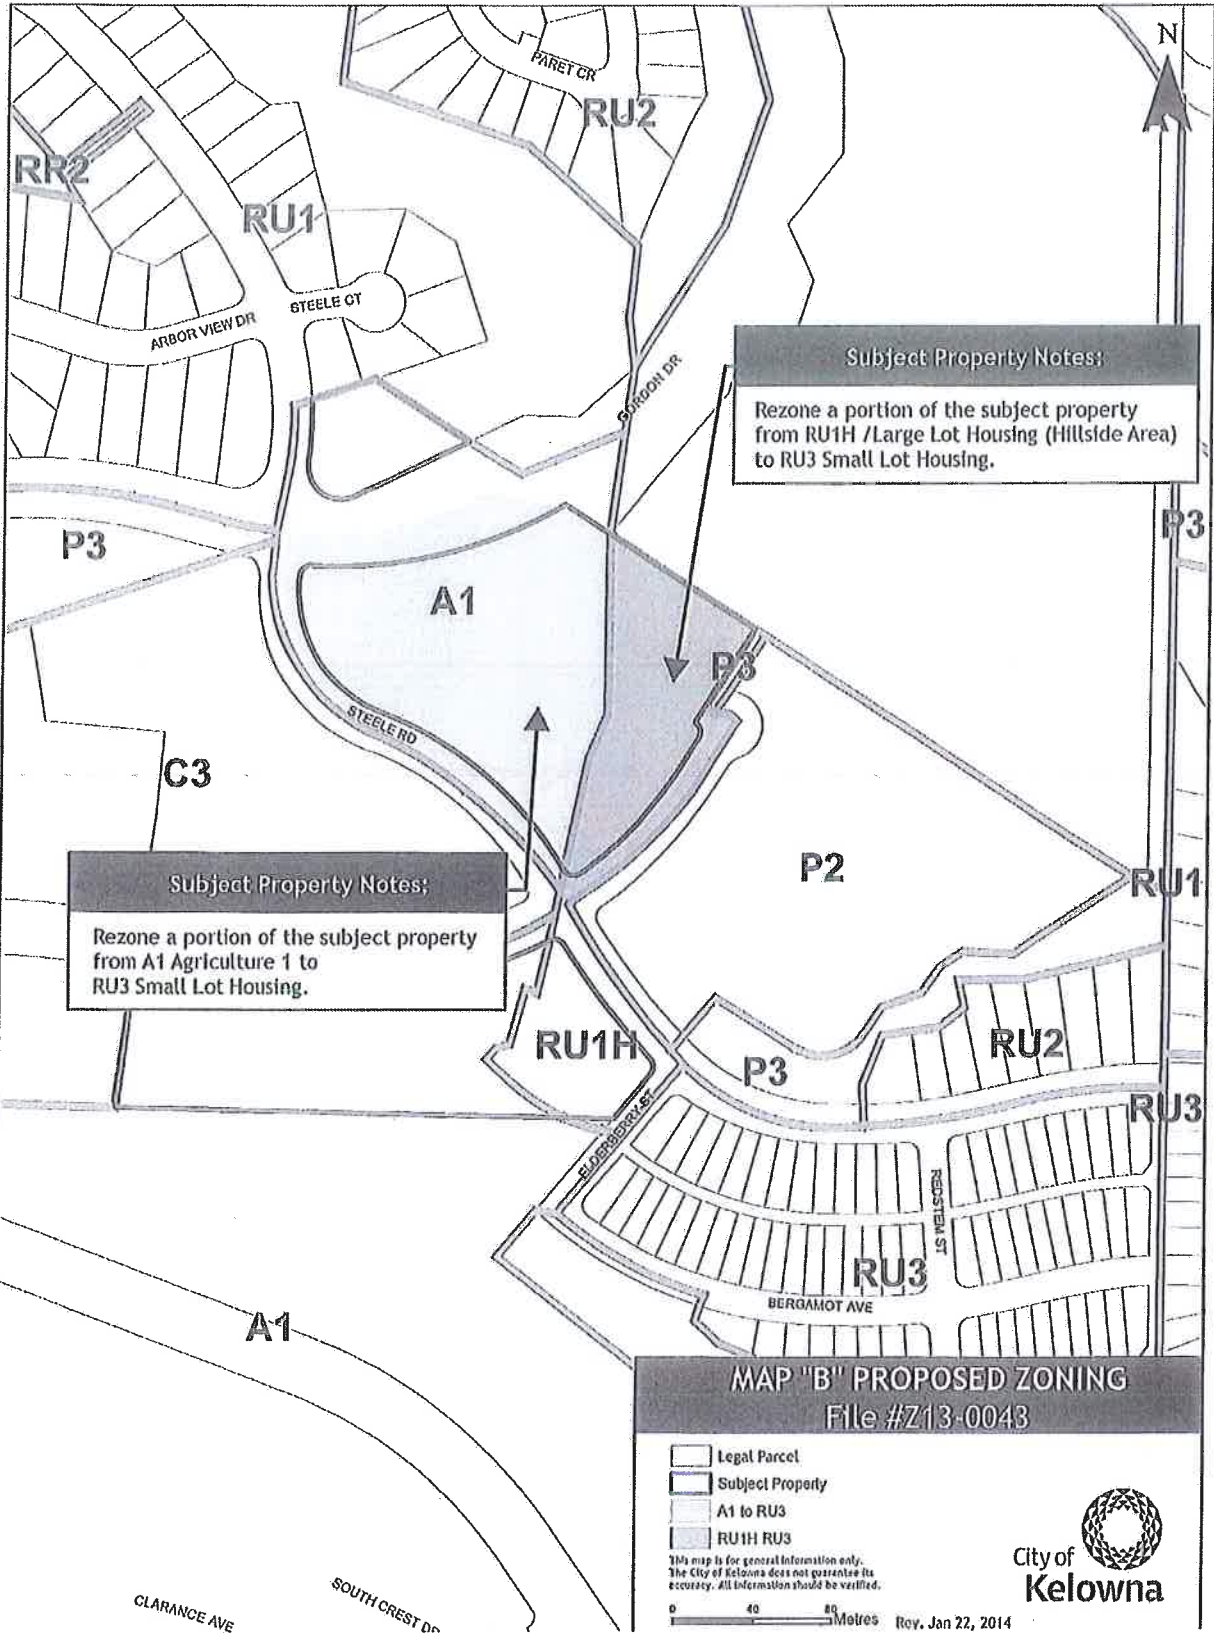 N
PARET CR
RU2
RR2
RU1
STEELE CT
ARBOR VIEW DR
GORDON DR
Subject Property Notes:
Rezone a portion of the subject property
from RU1H /Large Lot Housing (Hillside Area)
to RU3 Small Lot Housing.
P3
P3
A1
P3
STEELE RD
C3
P2
RU1
Subject Property Notes:
Rezone a portion of the subject property
from A1 Agriculture 1 to
RU3 Small Lot Housing.
RU1H
RU2
P3
RU3
ELDERBERRY ST
REDSTEM ST
RU3
BERGAMOT AVE
A1
MAP "B" PROPOSED ZONING
File #Z13-0043
Legal Parcel
Subject Property
A1 to RU3
RU1H RU3
This map is for general information only.
The City of Kelowna does not guarantee its
accuracy. All information should be verified.
0 40 80 Metres
Rev. Jan 22, 2014
City of
Kelowna
CLARANCE AVE
SOUTH CREST DR